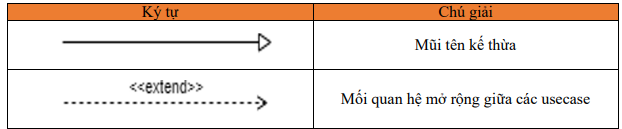 Ký tự Chú giải
Mũi tên kế thừa
<<extend>>
Mối quan hệ mở rộng giữa các usecase